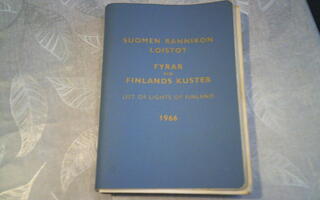 SUOMEN RANNIKON
LOISTOT
FYRAR
VID
FINLANDS KUSTER
LIST OF LIGHTS OF FINLAND
1966